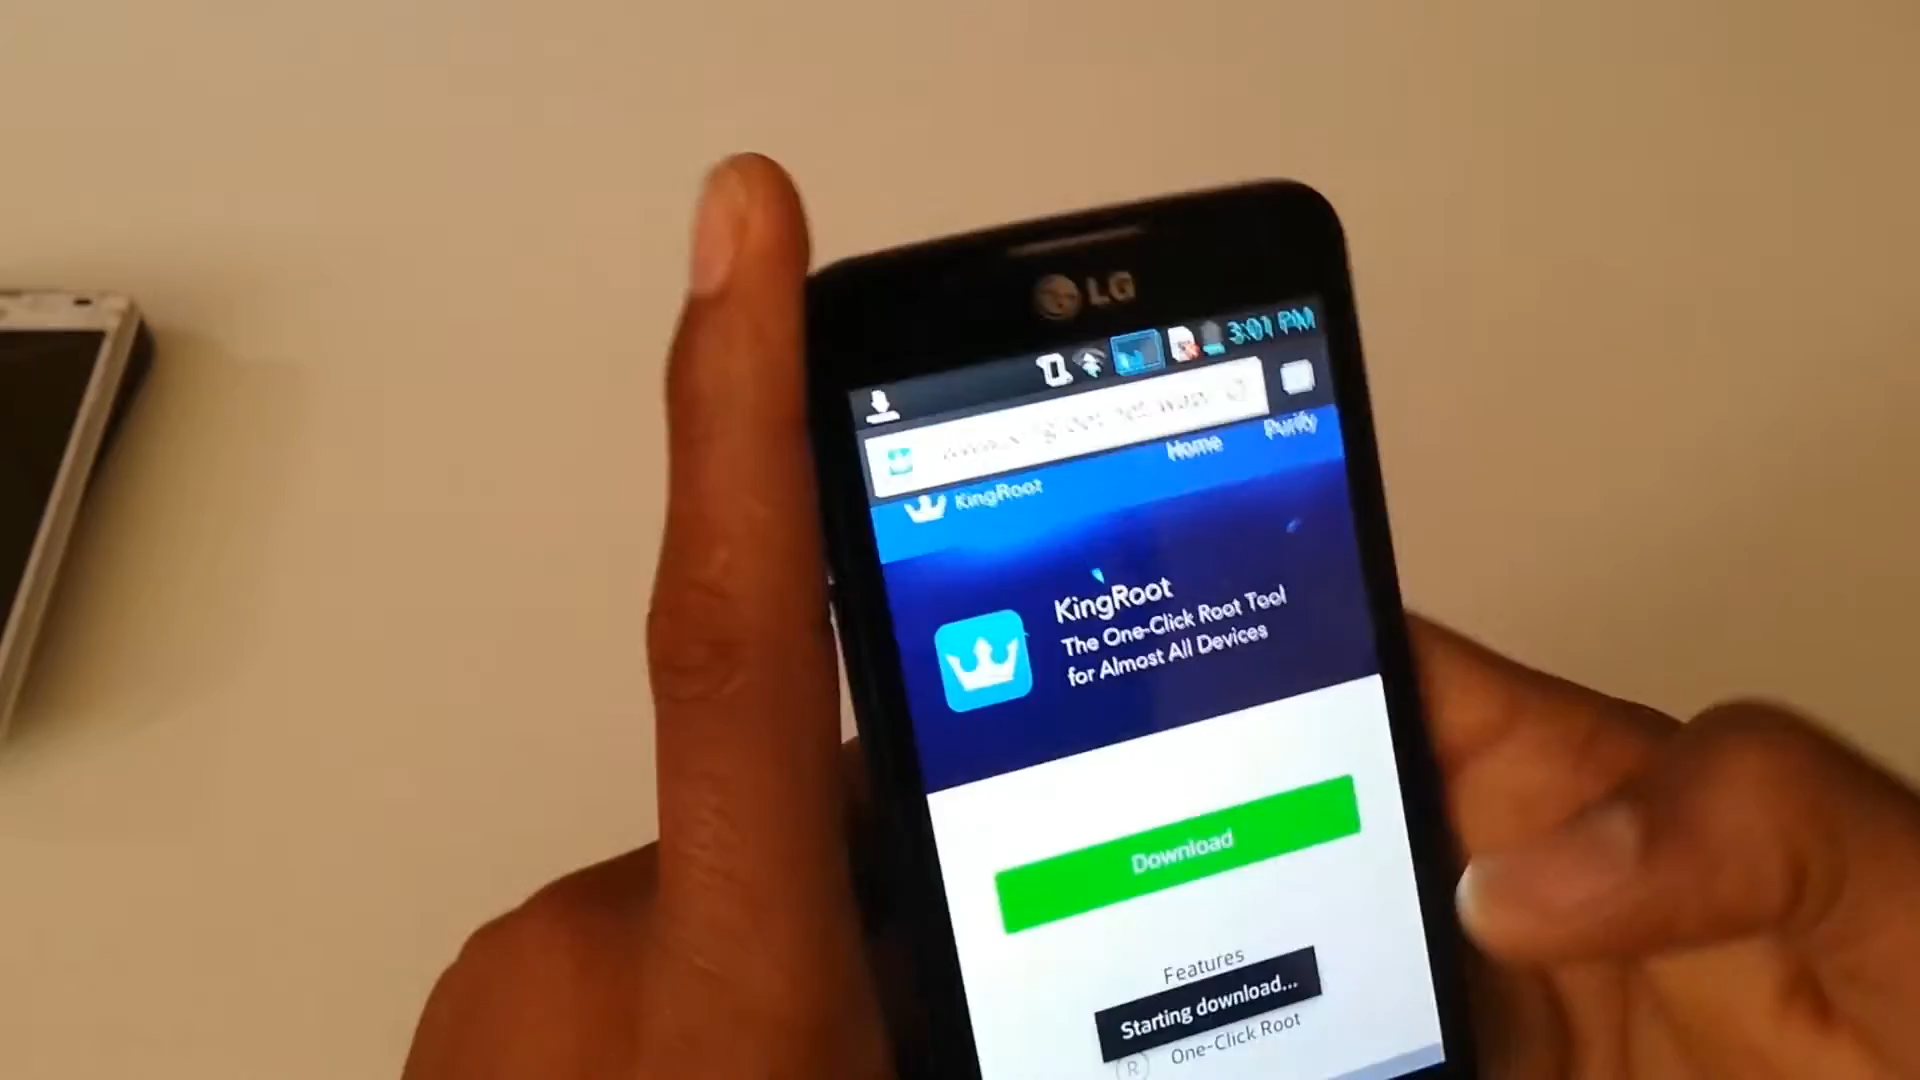 LG
3:01 PM
Home
Purify
KingRoot
KingRoot
The One-Click Root Tool
for Almost All Devices
Download
Features
Starting download...
R
One-Click Root